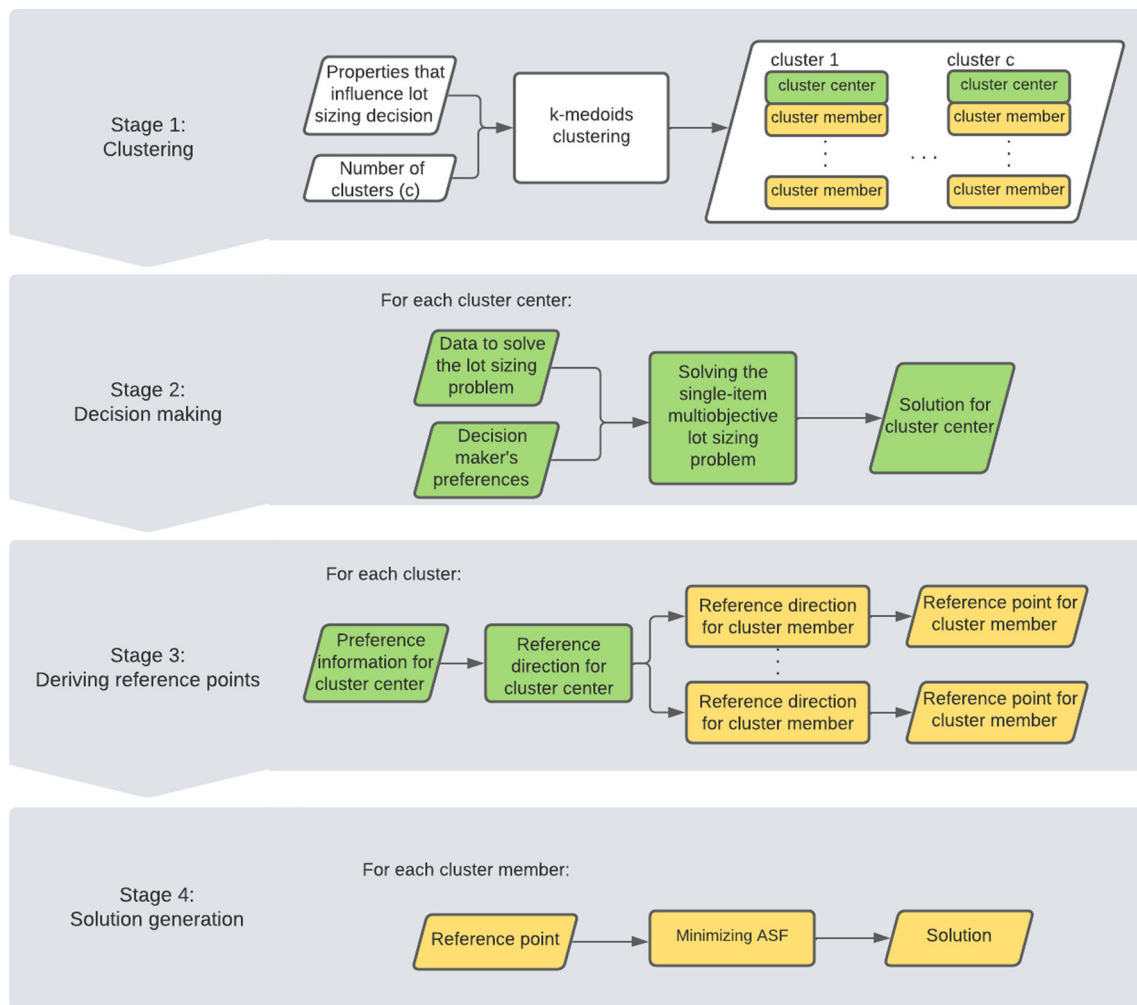 Stage 1:
Clustering
Properties that
influence lot
sizing decision
Number of
clusters (c)
k-medoids
clustering
cluster 1
cluster center
cluster member
cluster member
. . .
cluster c
cluster center
cluster member
cluster member
Stage 2:
Decision making
For each cluster center:
Data to solve
the lot sizing
problem
Decision
maker's
preferences
Solving the
single-item
multiobjective
lot sizing
problem
Solution for
cluster center
Stage 3:
Deriving reference points
For each cluster:
Preference
information for
cluster center
Reference
direction for
cluster center
Reference direction
for cluster member
Reference point for
cluster member
Reference direction
for cluster member
Reference point for
cluster member
Stage 4:
Solution generation
For each cluster member:
Reference point
Minimizing ASF
Solution